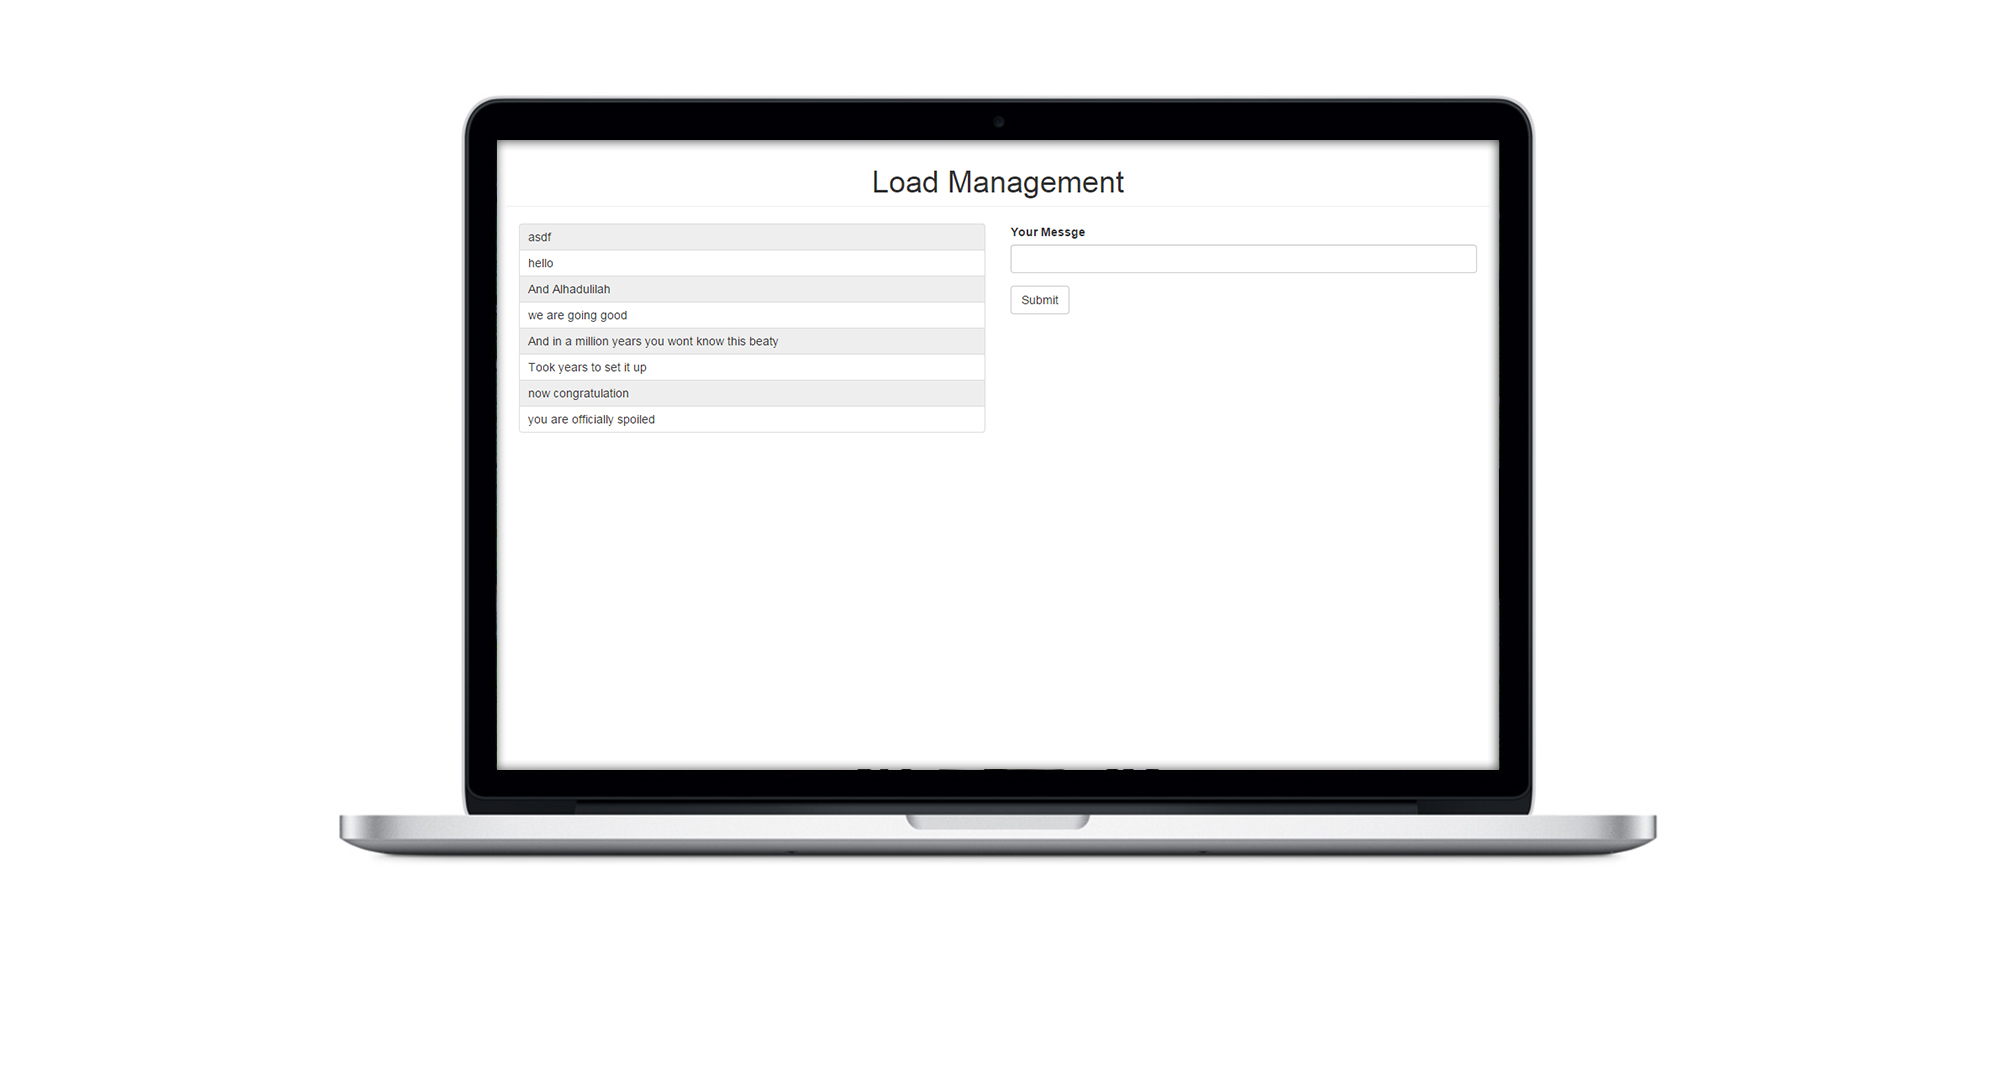 Load Management
asdf
hello
And Alhadulilah
we are going good
And in a million years you wont know this beaty
Took years to set it up
now congratulation
you are officially spoiled
Your Messge
Submit